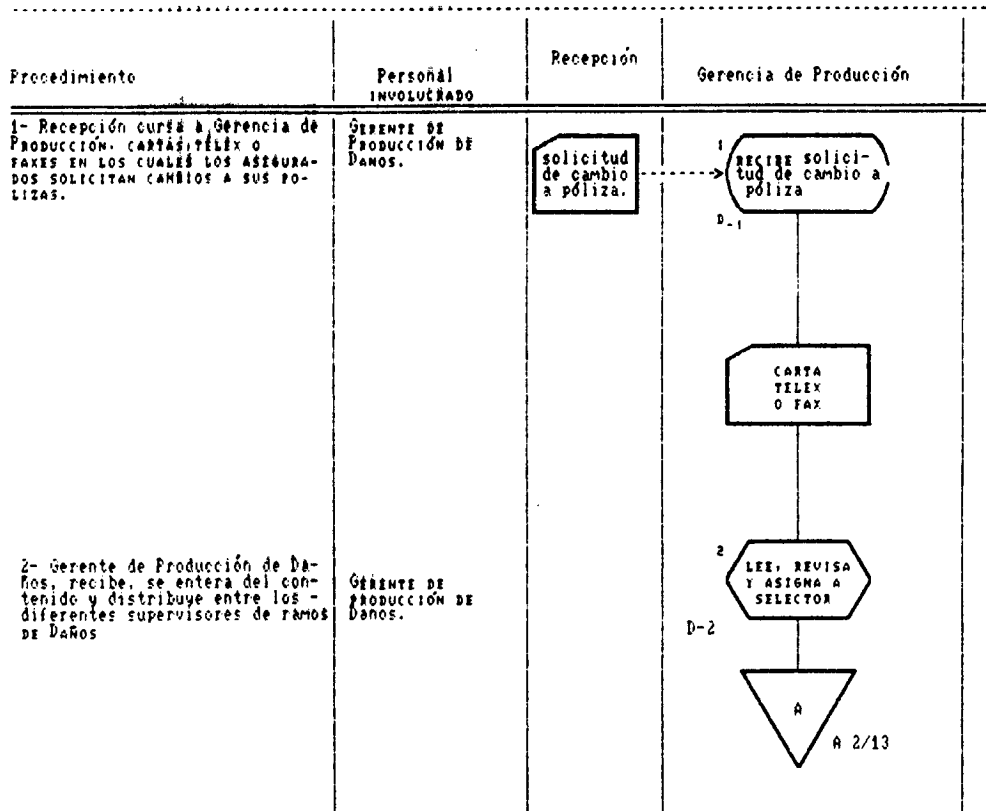 Procedimiento
Personal
INVOLUCRADO
Recepción
Gerencia de Producción
1- Recepción cursa a Gerencia de
PRODUCCIÓN, CARTAS, TÉLEX O
FAXES EN LOS CUALES LOS ASEGURA-
DOS SOLICITAN CAMBIOS A SUS PO-
LIZAS.
GERENTE DE
PRODUCCIÓN DE
DANOS.
solicitud
de cambio
a póliza.
1
RECIBE solici-
tud de cambio a
póliza
D-1
CARTA
TELEX
O FAX
2- Gerente de Producción de Da-
ños, recibe, se entera del con-
tenido y distribuye entre los -
diferentes supervisores de ramos
DE DAÑOS
GERENTE DE
PRODUCCIÓN DE
Danos.
2
LEE, REVISA
Y ASIGNA A
SELECTOR
D-2
A
A 2/13